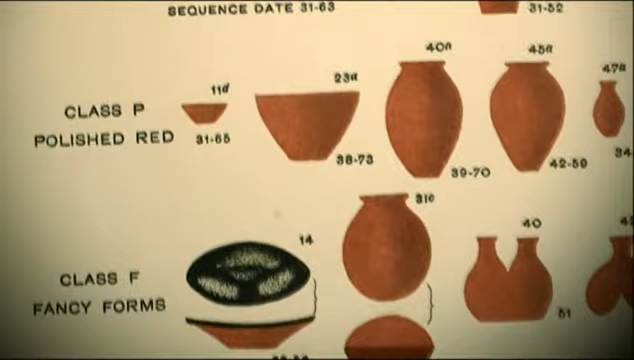 SEQUENCE DATE 31-63
31-52
CLASS P
POLISHED RED
11d
31-65
23a
38-73
40a
39-70
45a
42-59
47a
34
CLASS F
FANCY FORMS
14
31c
40
51